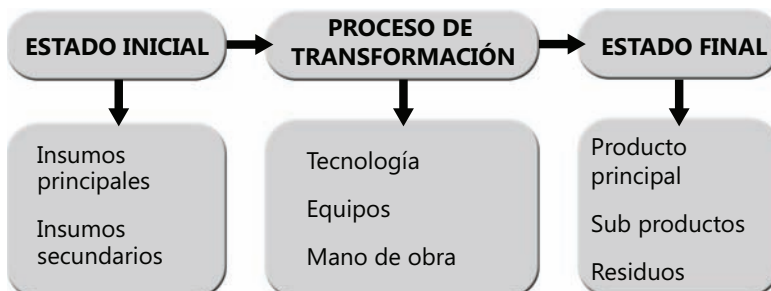 ESTADO INICIAL
PROCESO DE
TRANSFORMACIÓN
ESTADO FINAL
Insumos
principales
Insumos
secundarios
Tecnología
Equipos
Mano de obra
Producto
principal
Sub productos
Residuos